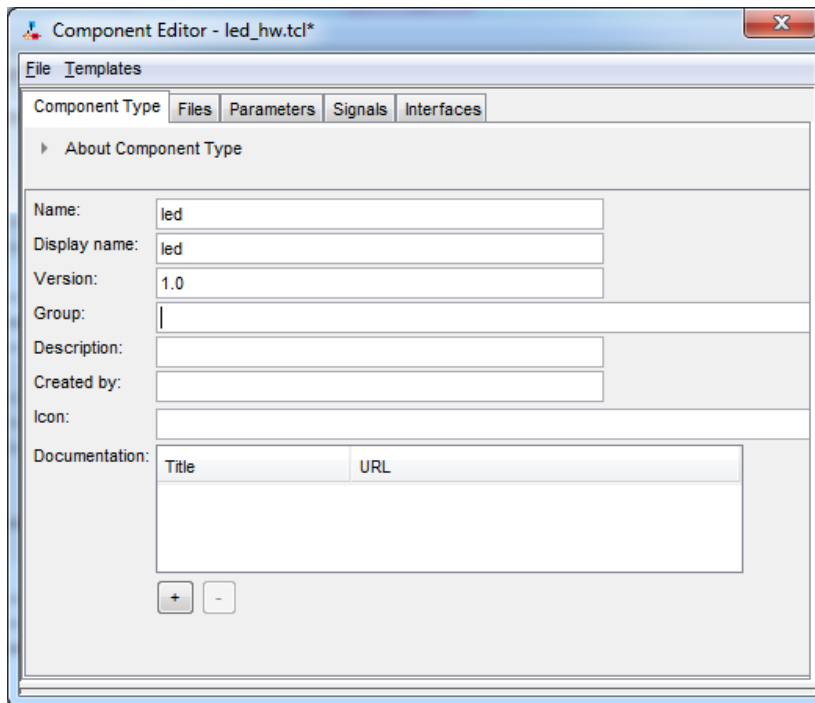 Component Editor - led_hw.tcl*
File Templates
Component Type Files Parameters Signals Interfaces
About Component Type
Name: led
Display name: led
Version: 1.0
Group:
Description:
Created by:
Icon:
Documentation: Title URL
+ -